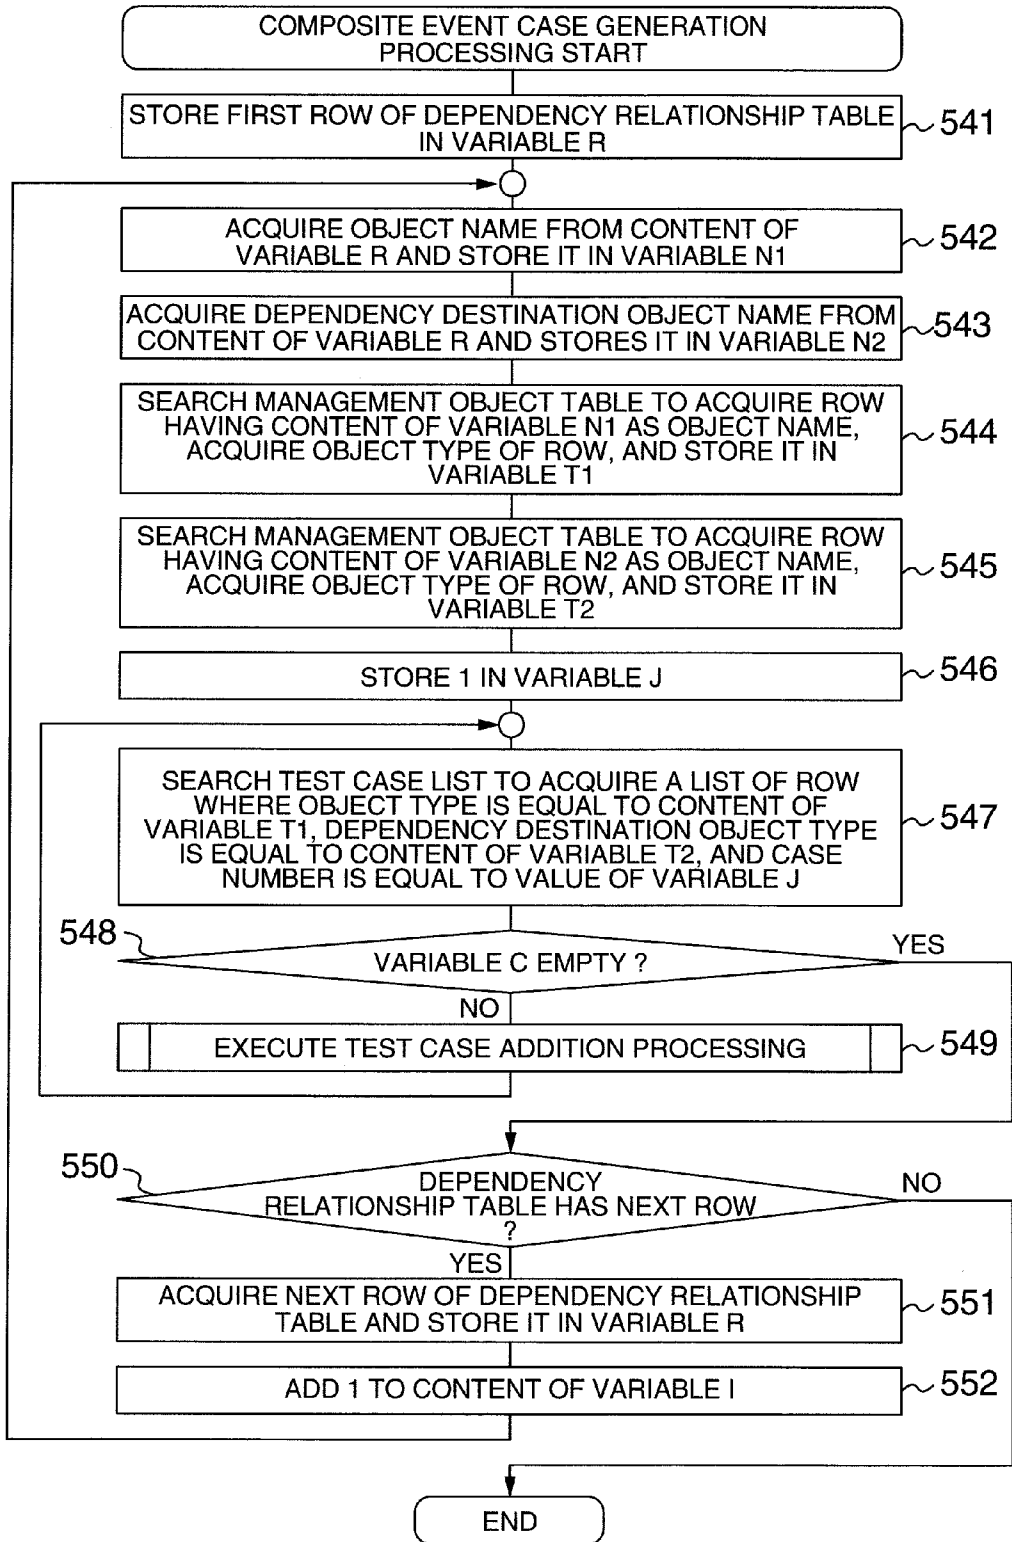 COMPOSITE EVENT CASE GENERATION
PROCESSING START
STORE FIRST ROW OF DEPENDENCY RELATIONSHIP TABLE
IN VARIABLE R
541
ACQUIRE OBJECT NAME FROM CONTENT OF
VARIABLE R AND STORE IT IN VARIABLE N1
542
ACQUIRE DEPENDENCY DESTINATION OBJECT NAME FROM
CONTENT OF VARIABLE R AND STORES IT IN VARIABLE N2
543
SEARCH MANAGEMENT OBJECT TABLE TO ACQUIRE ROW
HAVING CONTENT OF VARIABLE N1 AS OBJECT NAME,
ACQUIRE OBJECT TYPE OF ROW, AND STORE IT IN
VARIABLE T1
544
SEARCH MANAGEMENT OBJECT TABLE TO ACQUIRE ROW
HAVING CONTENT OF VARIABLE N2 AS OBJECT NAME,
ACQUIRE OBJECT TYPE OF ROW, AND STORE IT IN
VARIABLE T2
545
STORE 1 IN VARIABLE J
546
SEARCH TEST CASE LIST TO ACQUIRE A LIST OF ROW
WHERE OBJECT TYPE IS EQUAL TO CONTENT OF
VARIABLE T1, DEPENDENCY DESTINATION OBJECT TYPE
IS EQUAL TO CONTENT OF VARIABLE T2, AND CASE
NUMBER IS EQUAL TO VALUE OF VARIABLE J
547
548
VARIABLE C EMPTY ?
YES
NO
EXECUTE TEST CASE ADDITION PROCESSING
549
550
DEPENDENCY
RELATIONSHIP TABLE HAS NEXT ROW
?
NO
YES
ACQUIRE NEXT ROW OF DEPENDENCY RELATIONSHIP
TABLE AND STORE IT IN VARIABLE R
551
ADD 1 TO CONTENT OF VARIABLE I
552
END